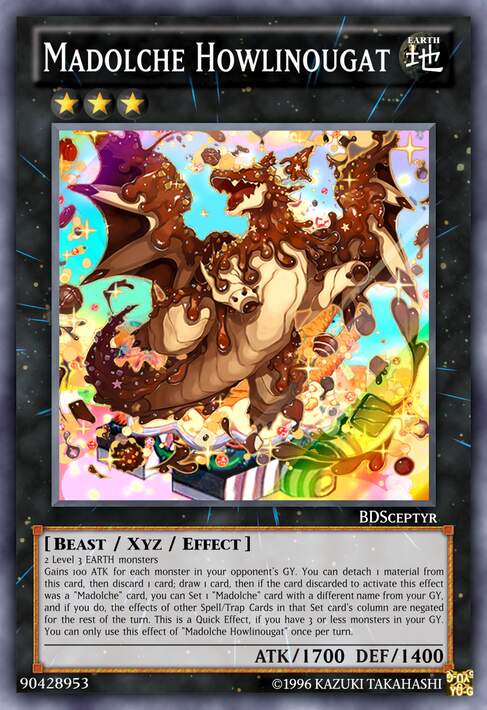 MADOLCHE HOWLINOUGAT
EARTH
地
BDSCEPTYR
[ BEAST / XYZ / EFFECT ]
2 Level 3 EARTH monsters
Gains 100 ATK for each monster in your opponent's GY. You can detach 1 material from
this card, then discard 1 card; draw 1 card, then if the card discarded to activate this effect
was a "Madolche" card, you can Set 1 "Madolche" card with a different name from your GY,
and if you do, the effects of other Spell/Trap Cards in that Set card's column are negated
for the rest of the turn. This is a Quick Effect, if you have 3 or less monsters in your GY.
You can only use this effect of "Madolche Howlinougat" once per turn.
ATK/1700 DEF/1400
90428953
©1996 KAZUKI TAKAHASHI